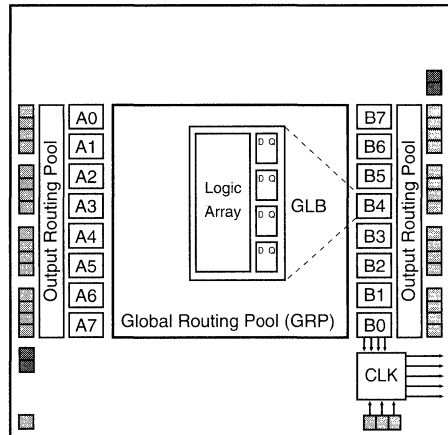 Output Routing Pool
A0
A1
A2
A3
A4
A5
A6
A7
Logic
Array
D Q
D Q
D Q
D Q
GLB
Global Routing Pool (GRP)
B7
B6
B5
B4
B3
B2
B1
B0
Output Routing Pool
CLK